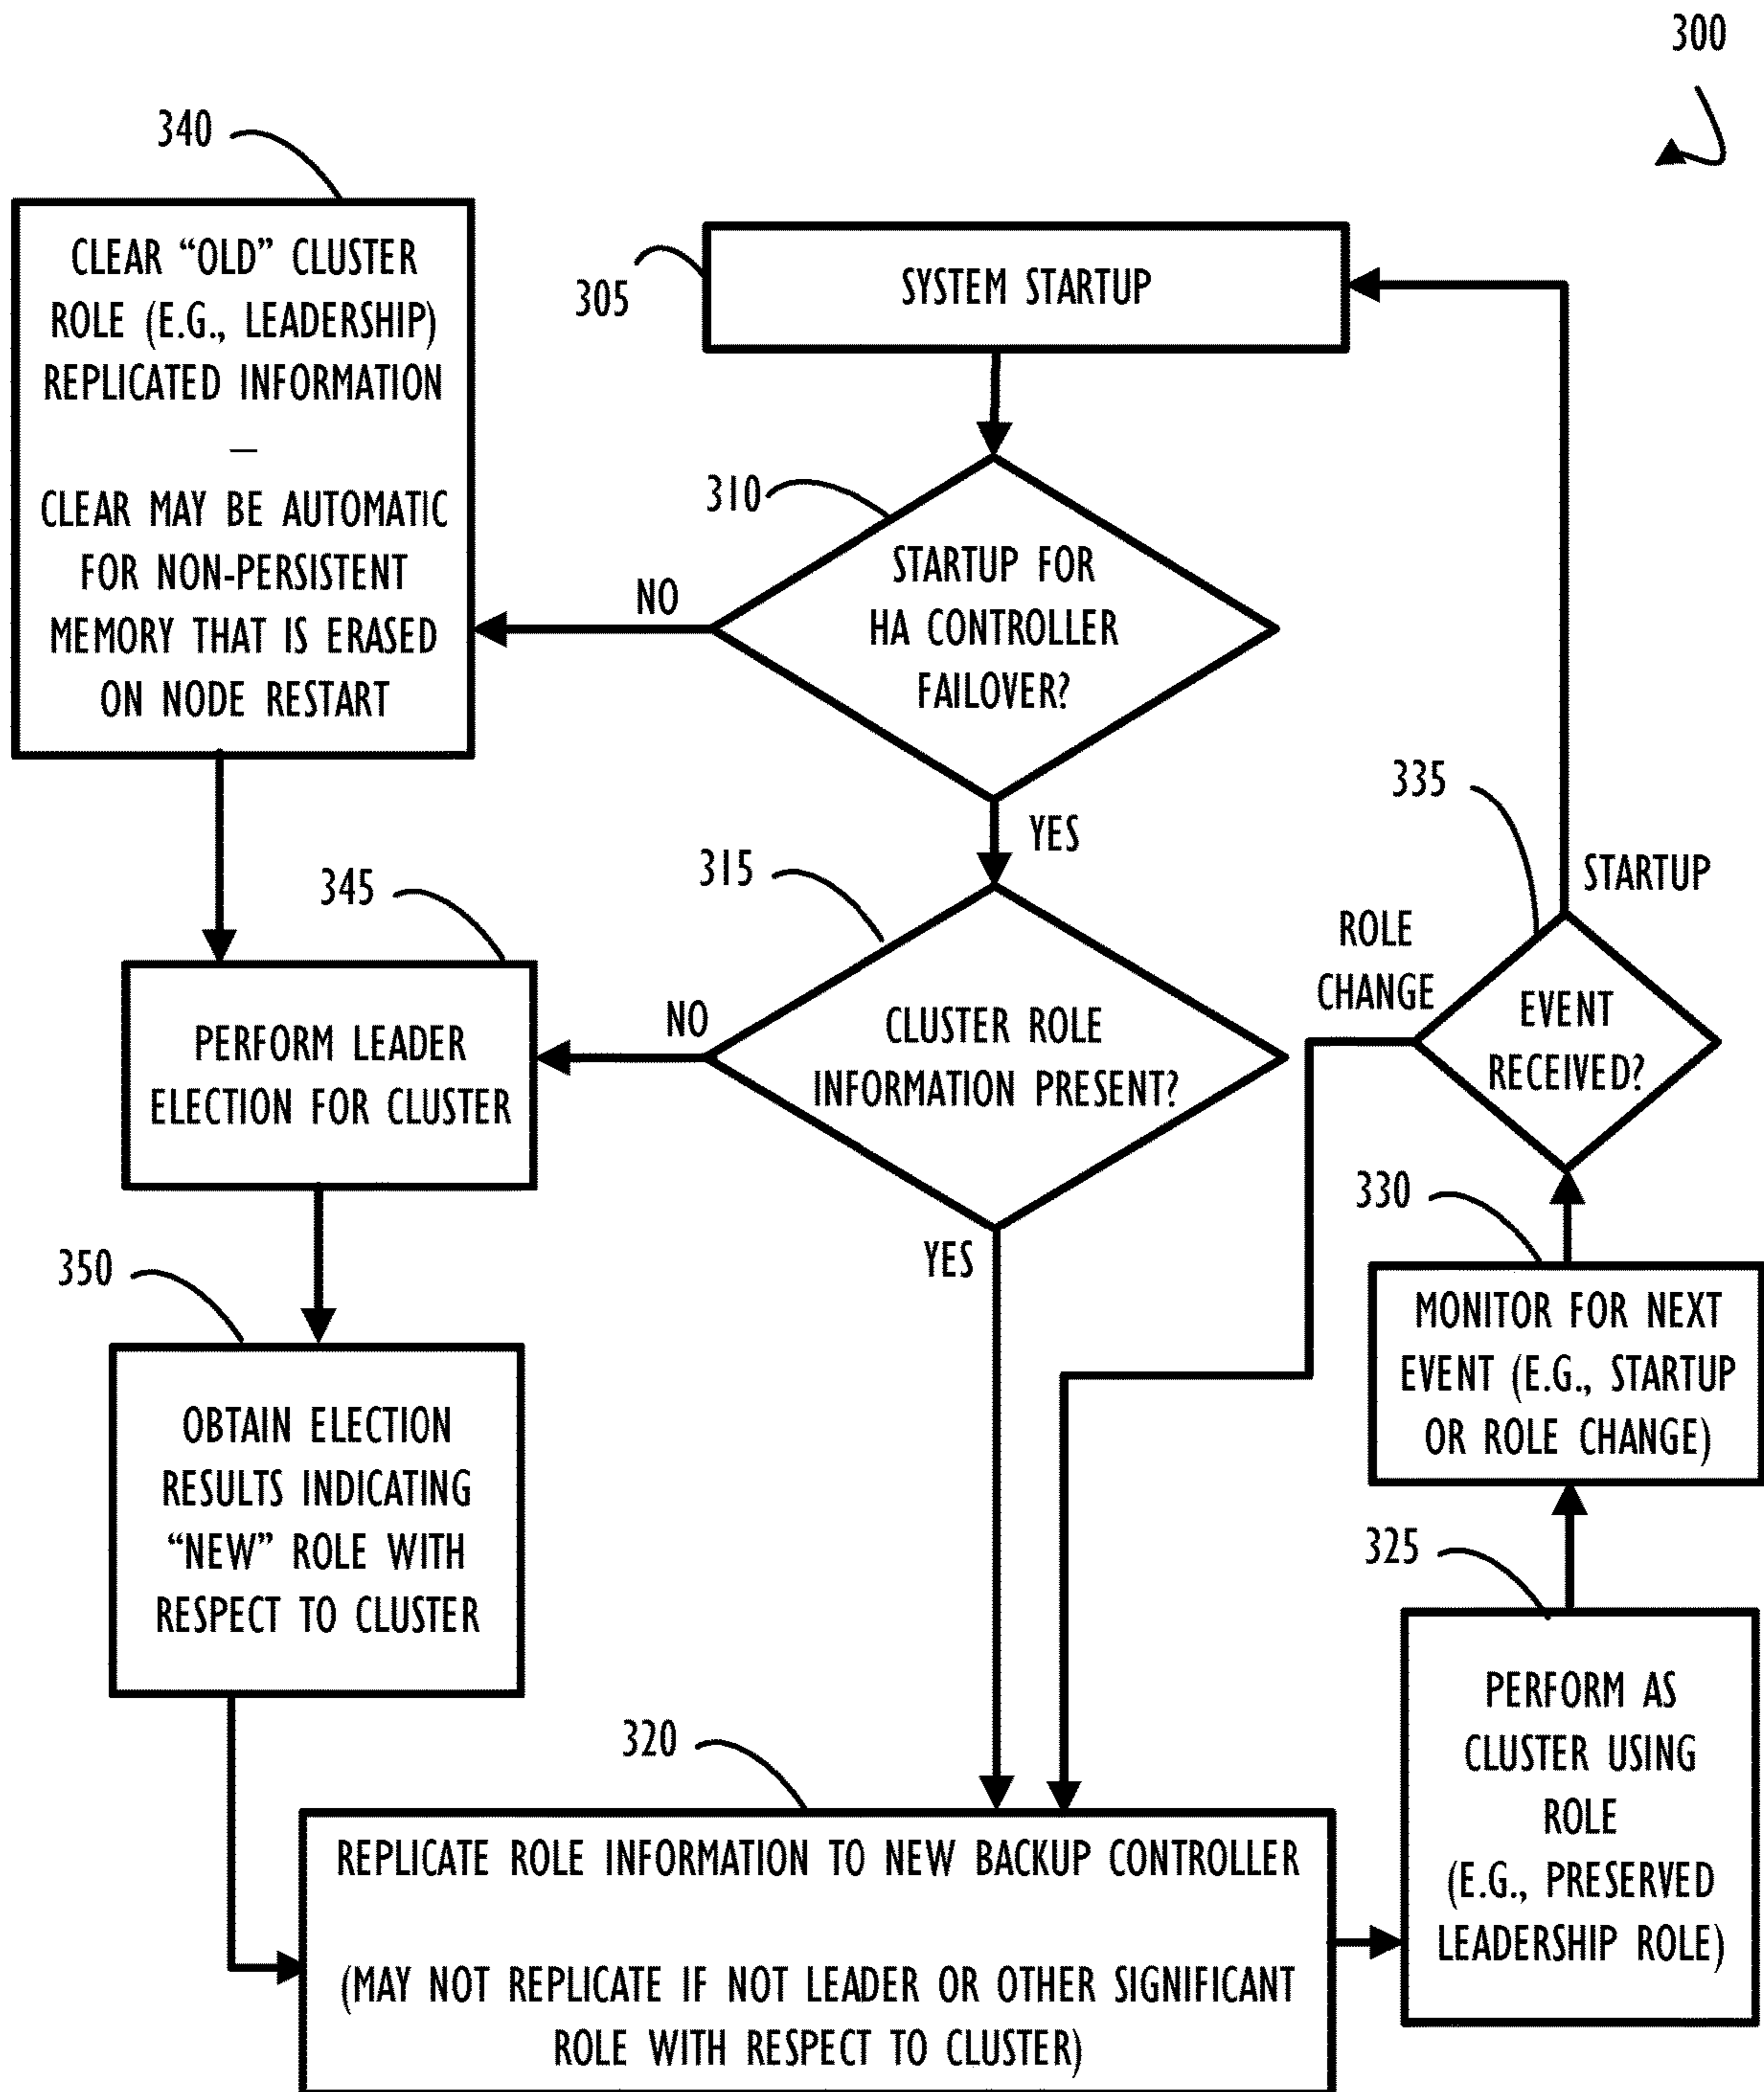 300
340
CLEAR “OLD” CLUSTER
ROLE (E.G., LEADERSHIP)
REPLICATED INFORMATION
—
CLEAR MAY BE AUTOMATIC
FOR NON-PERSISTENT
MEMORY THAT IS ERASED
ON NODE RESTART
305
SYSTEM STARTUP
310
STARTUP FOR
HA CONTROLLER
FAILOVER?
NO
YES
315
CLUSTER ROLE
INFORMATION PRESENT?
NO
YES
345
PERFORM LEADER
ELECTION FOR CLUSTER
350
OBTAIN ELECTION
RESULTS INDICATING
“NEW” ROLE WITH
RESPECT TO CLUSTER
320
REPLICATE ROLE INFORMATION TO NEW BACKUP CONTROLLER
(MAY NOT REPLICATE IF NOT LEADER OR OTHER SIGNIFICANT
ROLE WITH RESPECT TO CLUSTER)
325
PERFORM AS
CLUSTER USING
ROLE
(E.G., PRESERVED
LEADERSHIP ROLE)
330
MONITOR FOR NEXT
EVENT (E.G., STARTUP
OR ROLE CHANGE)
335
EVENT
RECEIVED?
STARTUP
ROLE
CHANGE